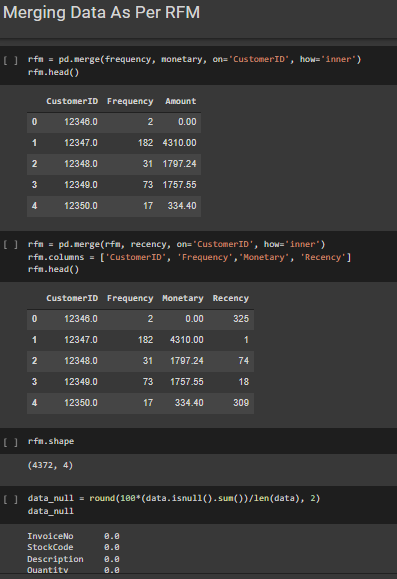 Merging Data As Per RFM
[ ] rfm = pd.merge(frequency, monetary, on='CustomerID', how='inner')
rfm.head()
CustomerID Frequency Amount
0 12346.0 2 0.00
1 12347.0 182 4310.00
2 12348.0 31 1797.24
3 12349.0 73 1757.55
4 12350.0 17 334.40
[ ] rfm = pd.merge(rfm, recency, on='CustomerID', how='inner')
rfm.columns = ['CustomerID', 'Frequency','Monetary', 'Recency']
rfm.head()
CustomerID Frequency Monetary Recency
0 12346.0 2 0.00 325
1 12347.0 182 4310.00 1
2 12348.0 31 1797.24 74
3 12349.0 73 1757.55 18
4 12350.0 17 334.40 309
[ ] rfm.shape
(4372, 4)
[ ] data_null = round(100*(data.isnull().sum())/len(data), 2)
data_null
InvoiceNo 0.0
StockCode 0.0
Description 0.0
Quantity 0.0